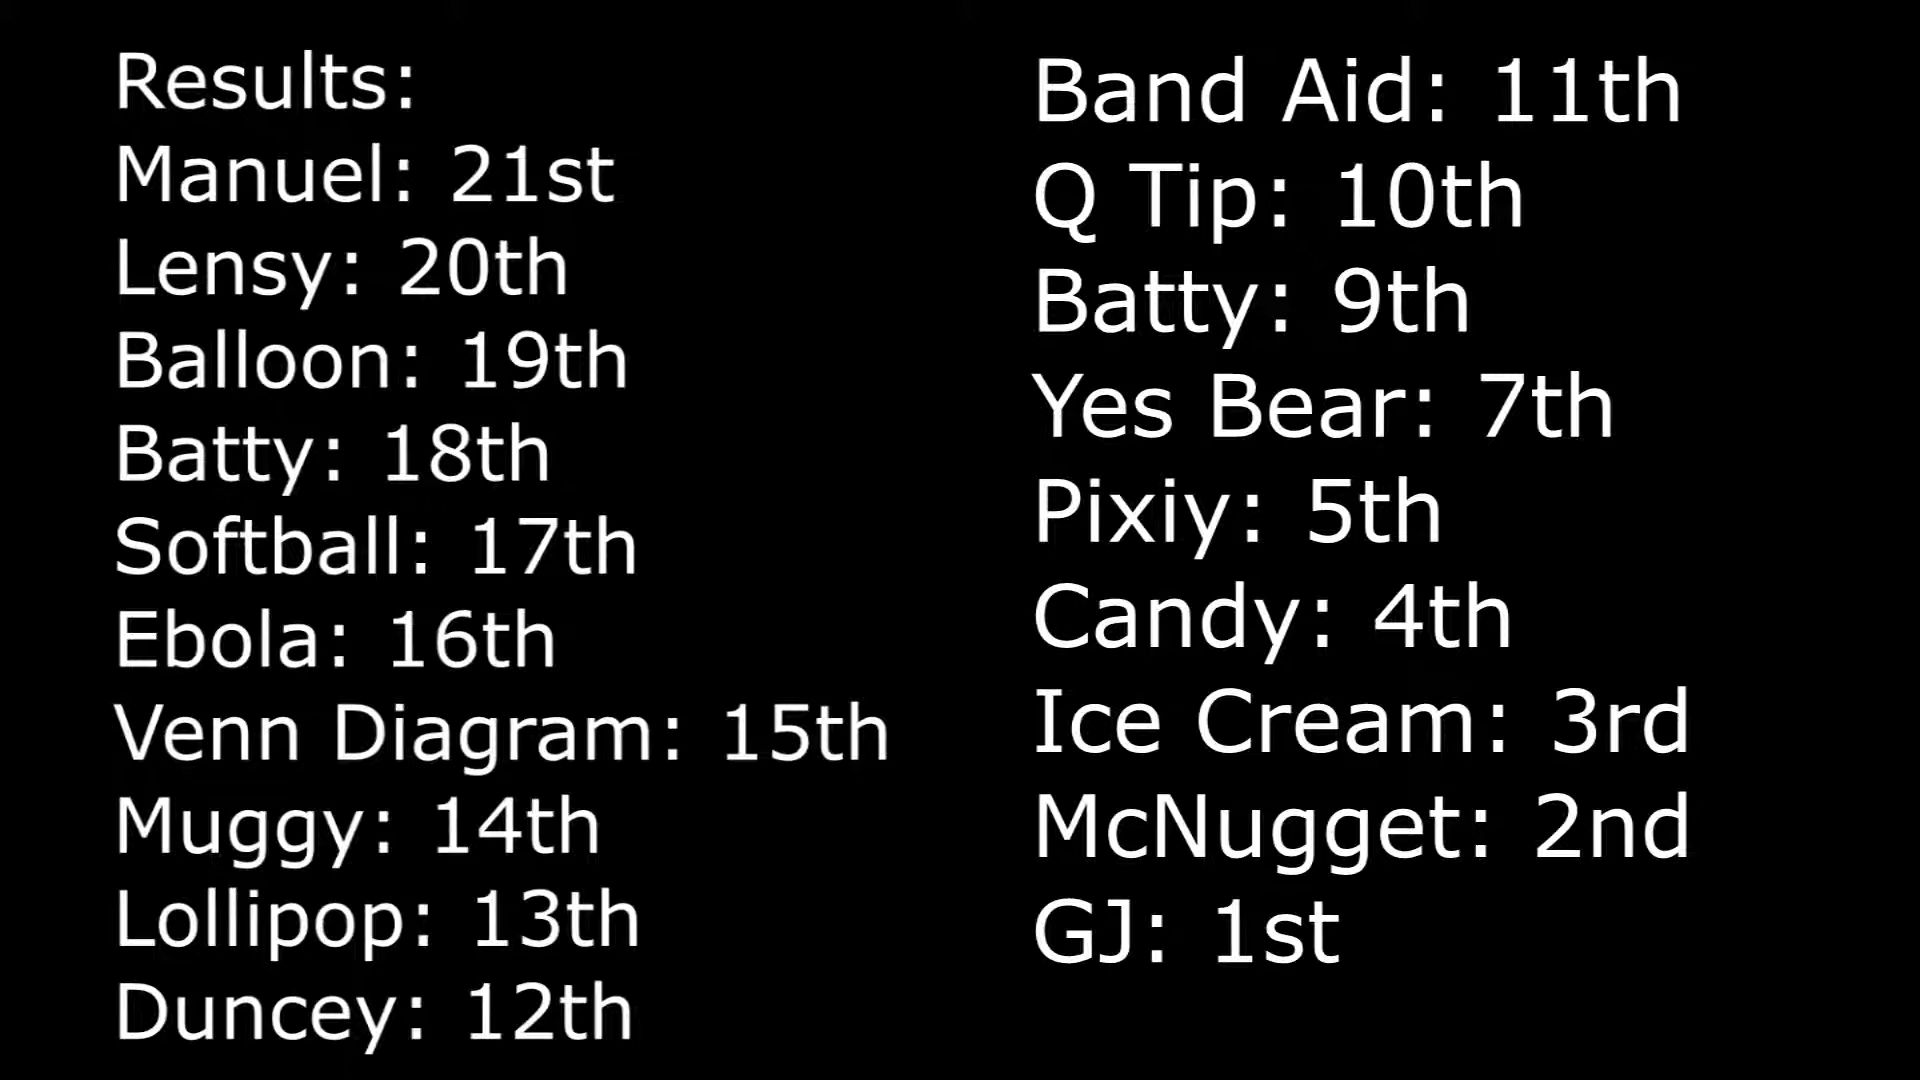 Results:
Manuel: 21st
Lensy: 20th
Balloon: 19th
Batty: 18th
Softball: 17th
Ebola: 16th
Venn Diagram: 15th
Muggy: 14th
Lollipop: 13th
Duncey: 12th
Band Aid: 11th
Q Tip: 10th
Batty: 9th
Yes Bear: 7th
Pixiy: 5th
Candy: 4th
Ice Cream: 3rd
McNugget: 2nd
GJ: 1st